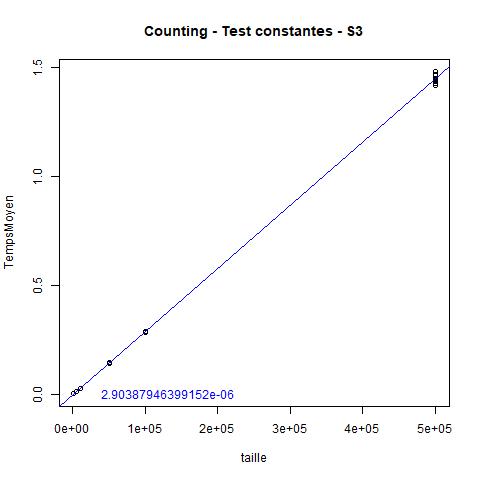 Counting - Test constantes - S3
TempsMoyen
1.5
1.0
0.5
0.0
2.90387946399152e-06
0e+00 1e+05 2e+05 3e+05 4e+05 5e+05
taille